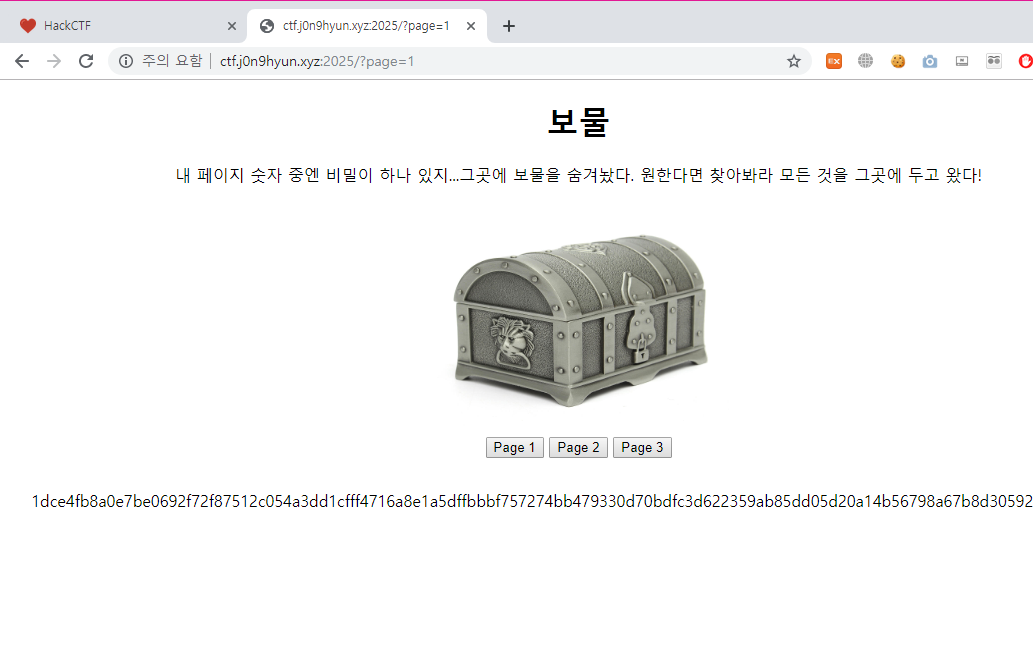 HackCTF
ctf.j0n9hyun.xyz:2025/?page=1
주의 요함 | ctf.j0n9hyun.xyz:2025/?page=1
보물
내 페이지 숫자 중엔 비밀이 하나 있지...그곳에 보물을 숨겨놨다. 원한다면 찾아봐라 모든 것을 그곳에 두고 왔다!
Page 1 Page 2 Page 3
1dce4fb8a0e7be0692f72f87512c054a3dd1cfff4716a8e1a5dffbbbf757274bb479330d70bdfc3d622359ab85dd05d20a14b56798a67b8d30592